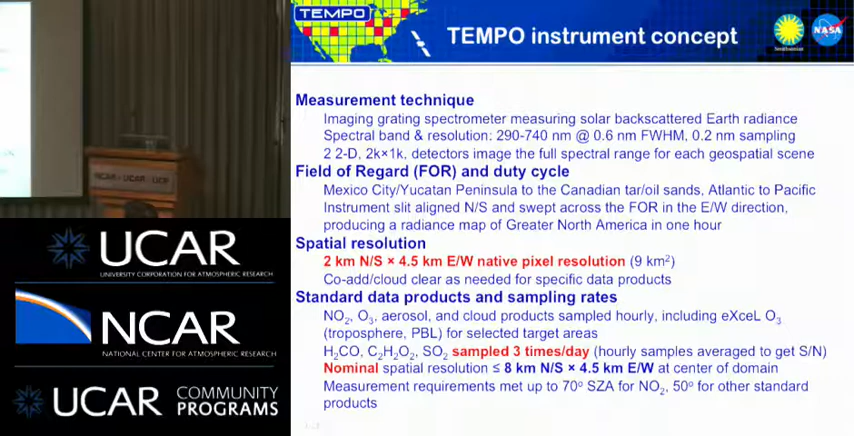 TEMPO
TEMPO instrument concept
Smithsonian
NASA
Measurement technique
Imaging grating spectrometer measuring solar backscattered Earth radiance
Spectral band & resolution: 290-740 nm @ 0.6 nm FWHM, 0.2 nm sampling
2 2-D, 2k×1k, detectors image the full spectral range for each geospatial scene
Field of Regard (FOR) and duty cycle
Mexico City/Yucatan Peninsula to the Canadian tar/oil sands, Atlantic to Pacific
Instrument slit aligned N/S and swept across the FOR in the E/W direction,
producing a radiance map of Greater North America in one hour
Spatial resolution
2 km N/S × 4.5 km E/W native pixel resolution (9 km²)
Co-add/cloud clear as needed for specific data products
Standard data products and sampling rates
NO₂, O₃, aerosol, and cloud products sampled hourly, including eXceL O₃
(troposphere, PBL) for selected target areas
H₂CO, C₂H₂O₂, SO₂ sampled 3 times/day (hourly samples averaged to get S/N)
Nominal spatial resolution ≤ 8 km N/S × 4.5 km E/W at center of domain
Measurement requirements met up to 70° SZA for NO₂, 50° for other standard
products
NCAR • UCAR • UCP
UCAR
UNIVERSITY CORPORATION FOR ATMOSPHERIC RESEARCH
NCAR
NATIONAL CENTER FOR ATMOSPHERIC RESEARCH
UCAR COMMUNITY
PROGRAMS